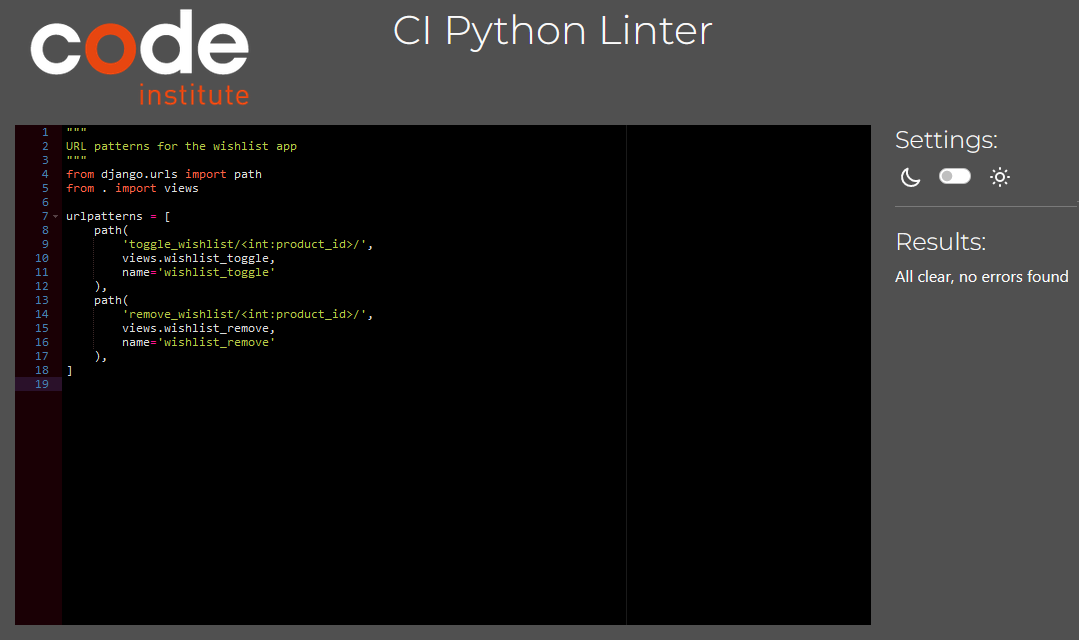 code
institute
CI Python Linter
1 """
2 URL patterns for the wishlist app
3 """
4 from django.urls import path
5 from . import views
6
7 urlpatterns = [
8     path(
9         'toggle_wishlist/<int:product_id>/',
10         views.wishlist_toggle,
11         name='wishlist_toggle'
12     ),
13     path(
14         'remove_wishlist/<int:product_id>/',
15         views.wishlist_remove,
16         name='wishlist_remove'
17     ),
18 ]
19
Settings:
Results:
All clear, no errors found